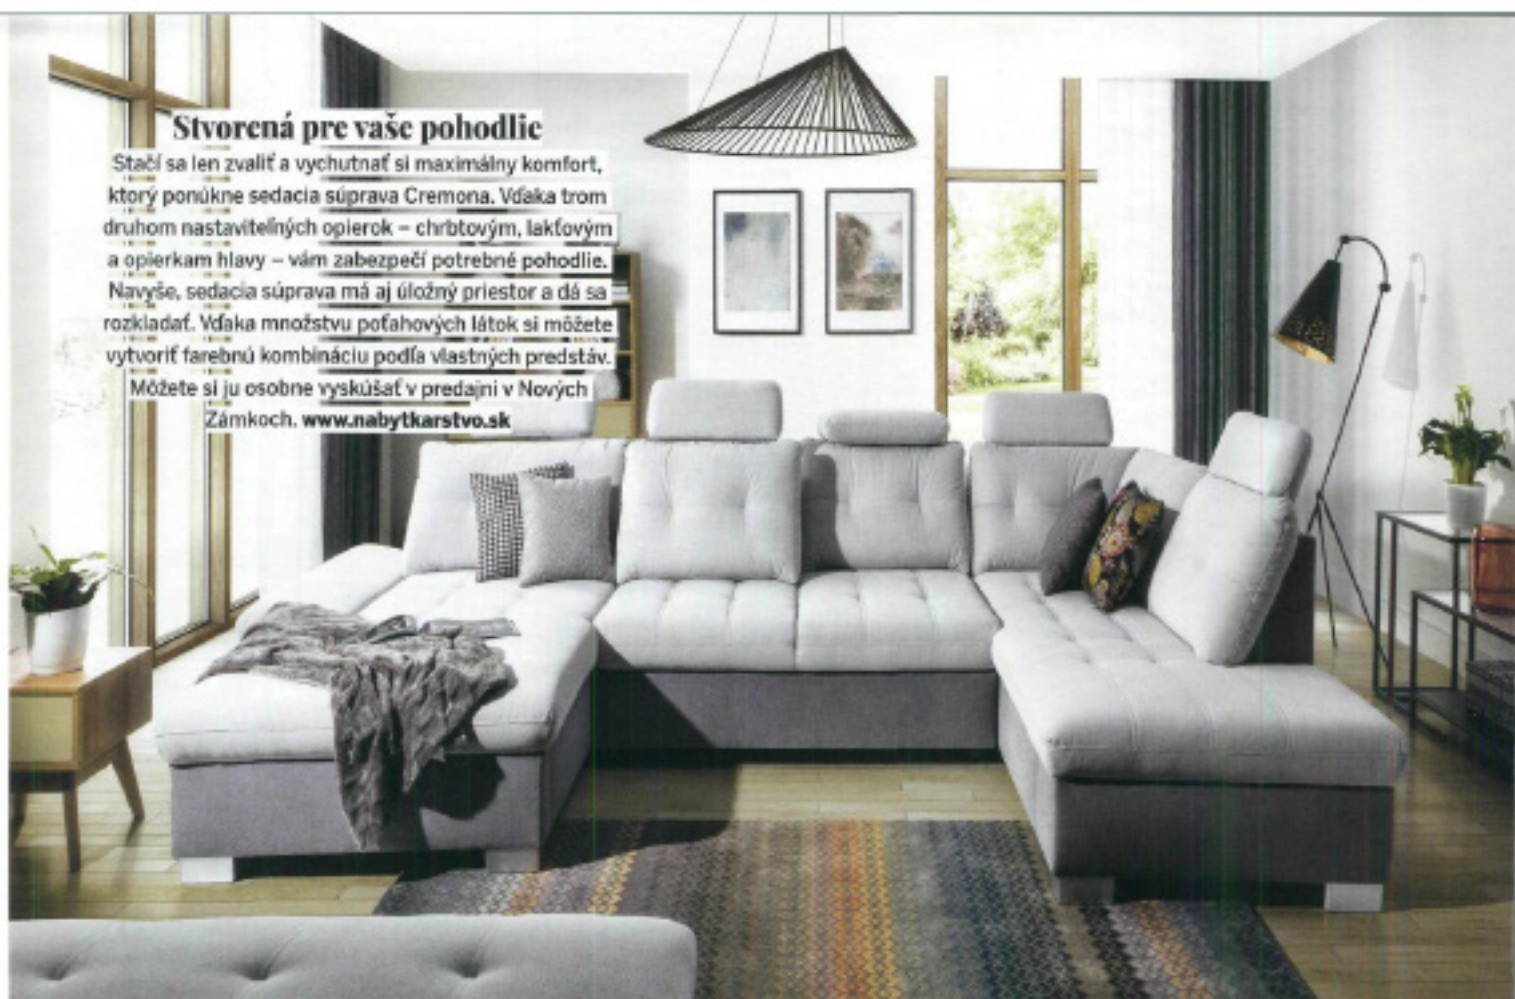 Stvorená pre vaše pohodlie
Stačí sa len zvaliť a vychutnať si maximálny komfort,
ktorý ponúkne sedacia súprava Cremona. Vďaka trom
druhom nastaviteľných opierok – chrbtovým, lakťovým
a opierkam hlavy – vám zabezpečí potrebné pohodlie.
Navyše, sedacia súprava má aj úložný priestor a dá sa
rozkladať. Vďaka množstvu poťahových látok si môžete
vytvoriť farebnú kombináciu podľa vlastných predstáv.
Môžete si ju osobne vyskúšať v predajni v Nových
Zámkoch. www.nabytkarstvo.sk